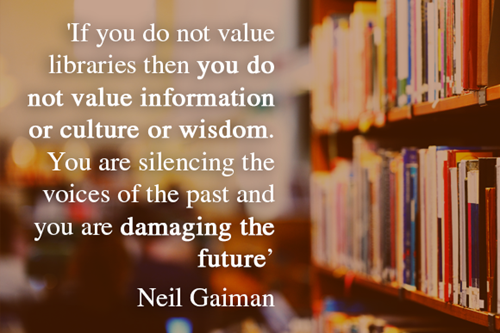 'If you do not value
libraries then you do
not value information
or culture or wisdom.
You are silencing the
voices of the past and
you are damaging the
future’
Neil Gaiman